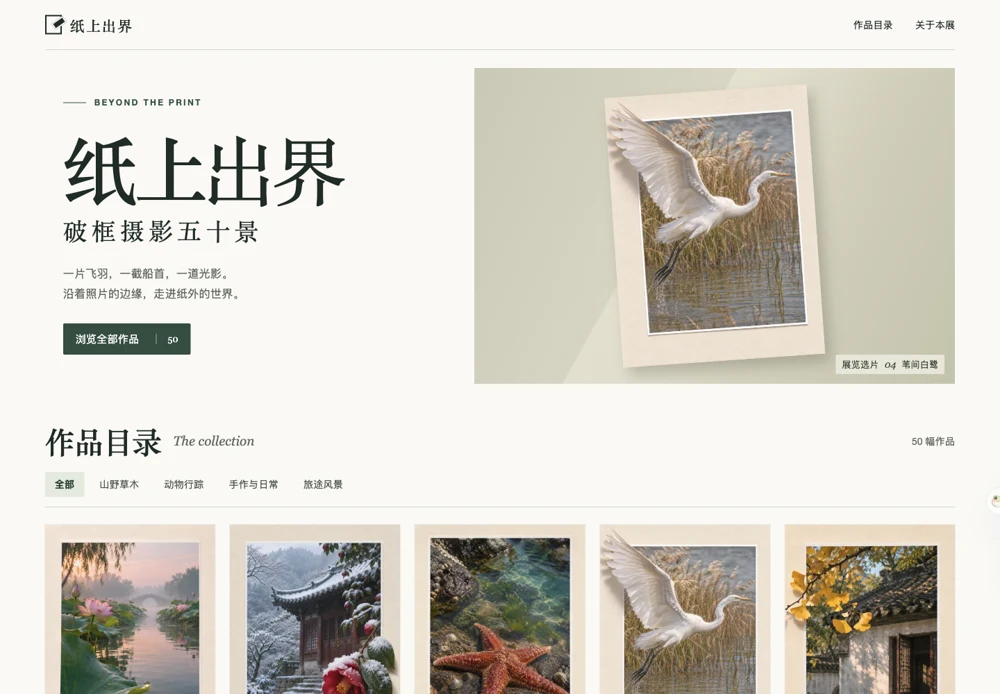 纸上出界
作品目录 关于本展
BEYOND THE PRINT
纸上出界
破框摄影五十景
一片飞羽，一截船首，一道光影。
沿着照片的边缘，走进纸外的世界。
浏览全部作品 | 50
展览选片 04 苇间白鹭
作品目录 The collection
50 幅作品
全部 山野草木 动物行踪 手作与日常 旅途风景